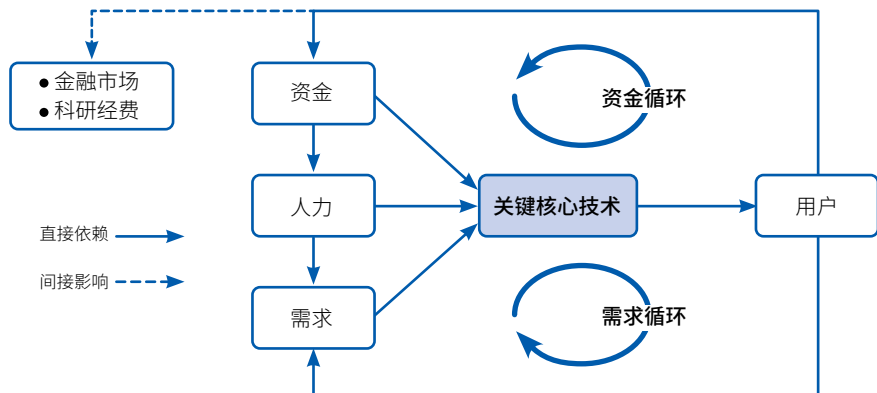 ● 金融市场
● 科研经费
资金
资金循环
人力
关键核心技术
用户
直接依赖
间接影响
需求
需求循环